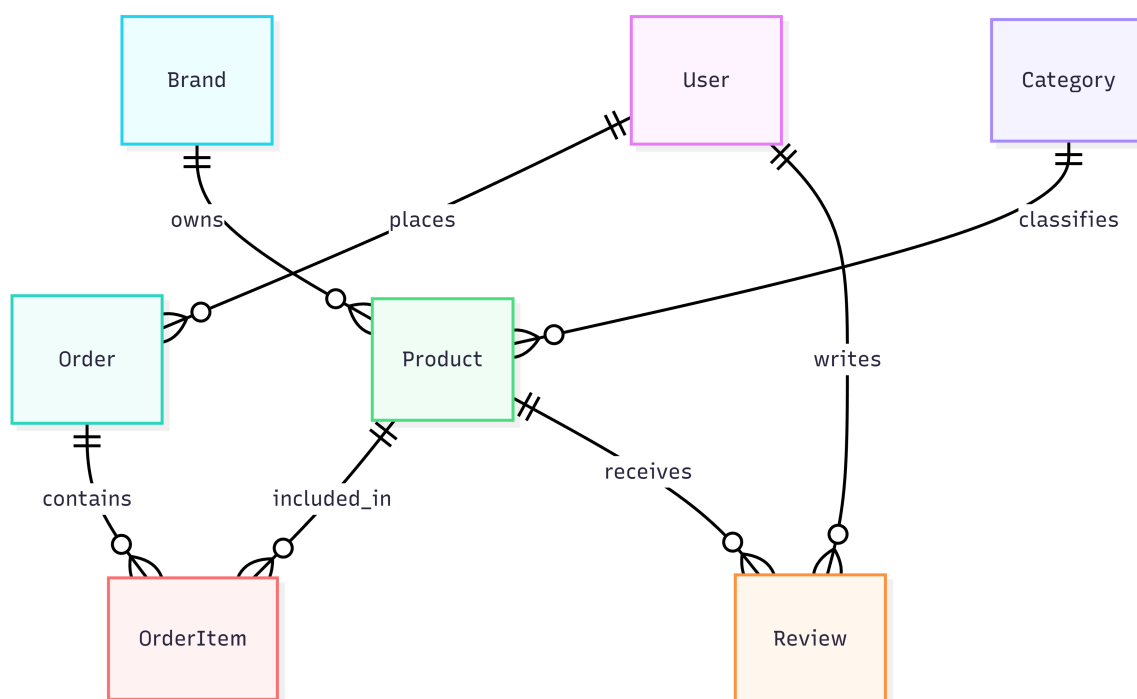 Brand
User
Category
owns
places
classifies
Order
Product
writes
receives
contains
included_in
OrderItem
Review